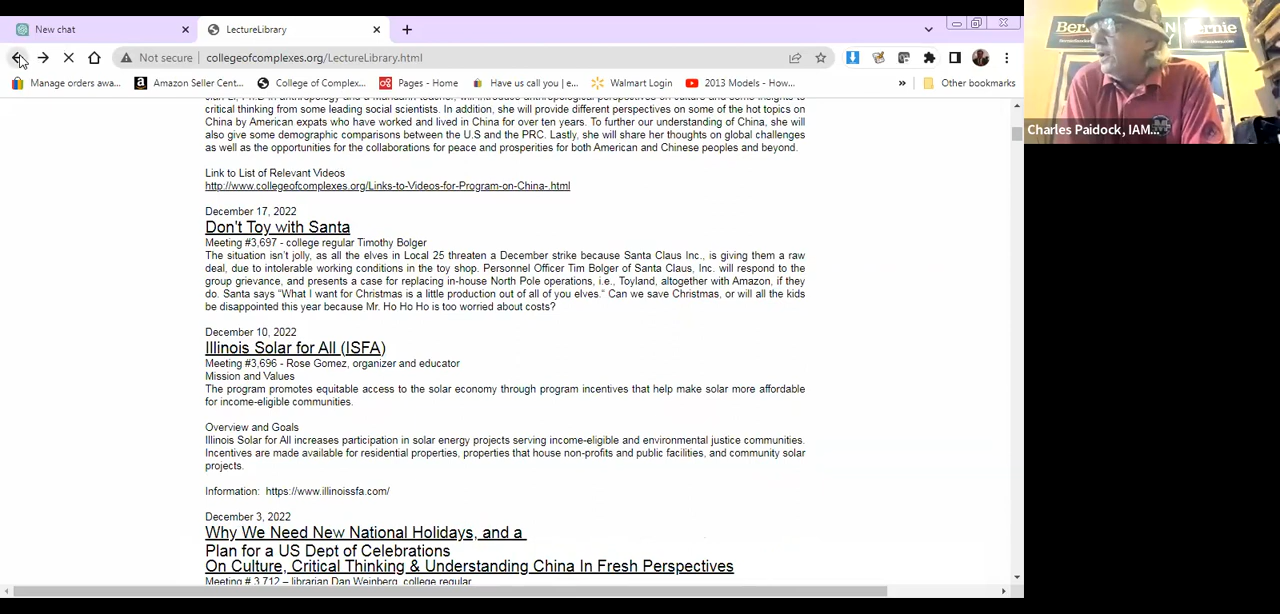 New chat
LectureLibrary
Not secure
collegeofcomplexes.org/LectureLibrary.html
Manage orders awa...
Amazon Seller Cent...
College of Complex...
Pages - Home
Have us call you | e...
Walmart Login
2013 Models - How...
»
Other bookmarks
critical thinking from some leading social scientists. In addition, she will provide different perspectives on some of the hot topics on
China by American expats who have worked and lived in China for over ten years. To further our understanding of China, she will
also give some demographic comparisons between the U.S and the PRC. Lastly, she will share her thoughts on global challenges
as well as the opportunities for the collaborations for peace and prosperities for both American and Chinese peoples and beyond.
Link to List of Relevant Videos
http://www.collegeofcomplexes.org/Links-to-Videos-for-Program-on-China-.html
December 17, 2022
Don't Toy with Santa
Meeting #3,697 - college regular Timothy Bolger
The situation isn't jolly, as all the elves in Local 25 threaten a December strike because Santa Claus Inc., is giving them a raw
deal, due to intolerable working conditions in the toy shop. Personnel Officer Tim Bolger of Santa Claus, Inc. will respond to the
group grievance, and presents a case for replacing in-house North Pole operations, i.e., Toyland, altogether with Amazon, if they
do. Santa says "What I want for Christmas is a little production out of all of you elves." Can we save Christmas, or will all the kids
be disappointed this year because Mr. Ho Ho Ho is too worried about costs?
December 10, 2022
Illinois Solar for All (ISFA)
Meeting #3,696 - Rose Gomez, organizer and educator
Mission and Values
The program promotes equitable access to the solar economy through program incentives that help make solar more affordable
for income-eligible communities.
Overview and Goals
Illinois Solar for All increases participation in solar energy projects serving income-eligible and environmental justice communities.
Incentives are made available for residential properties, properties that house non-profits and public facilities, and community solar
projects.
Information: https://www.illinoissfa.com/
December 3, 2022
Why We Need New National Holidays, and a
Plan for a US Dept of Celebrations
On Culture, Critical Thinking & Understanding China In Fresh Perspectives
Meeting # 3,712 – librarian Dan Weinberg, college regular
Bernie
Charles Paidock, IAM...